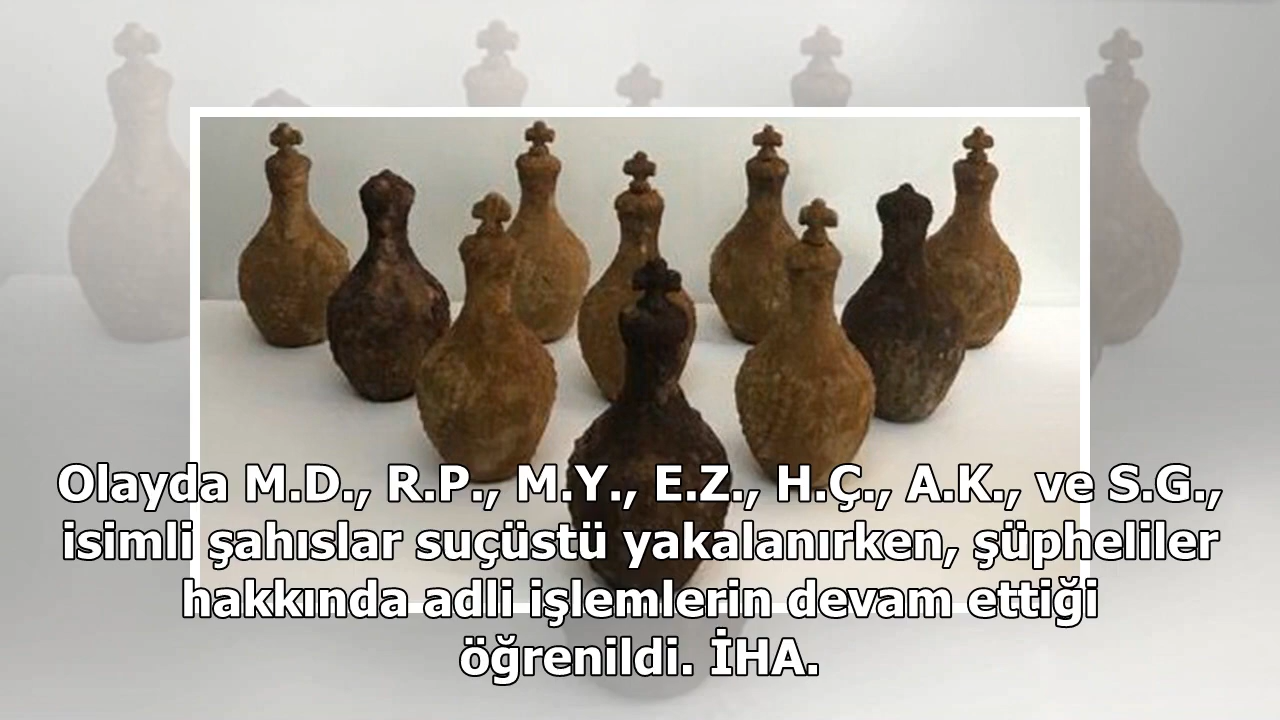 Olayda M.D., R.P., M.Y., E.Z., H.Ç., A.K., ve S.G.,
isimli şahıslar suçüstü yakalanırken, şüpheliler
hakkında adli işlemlerin devam ettiği
öğrenildi. İHA.